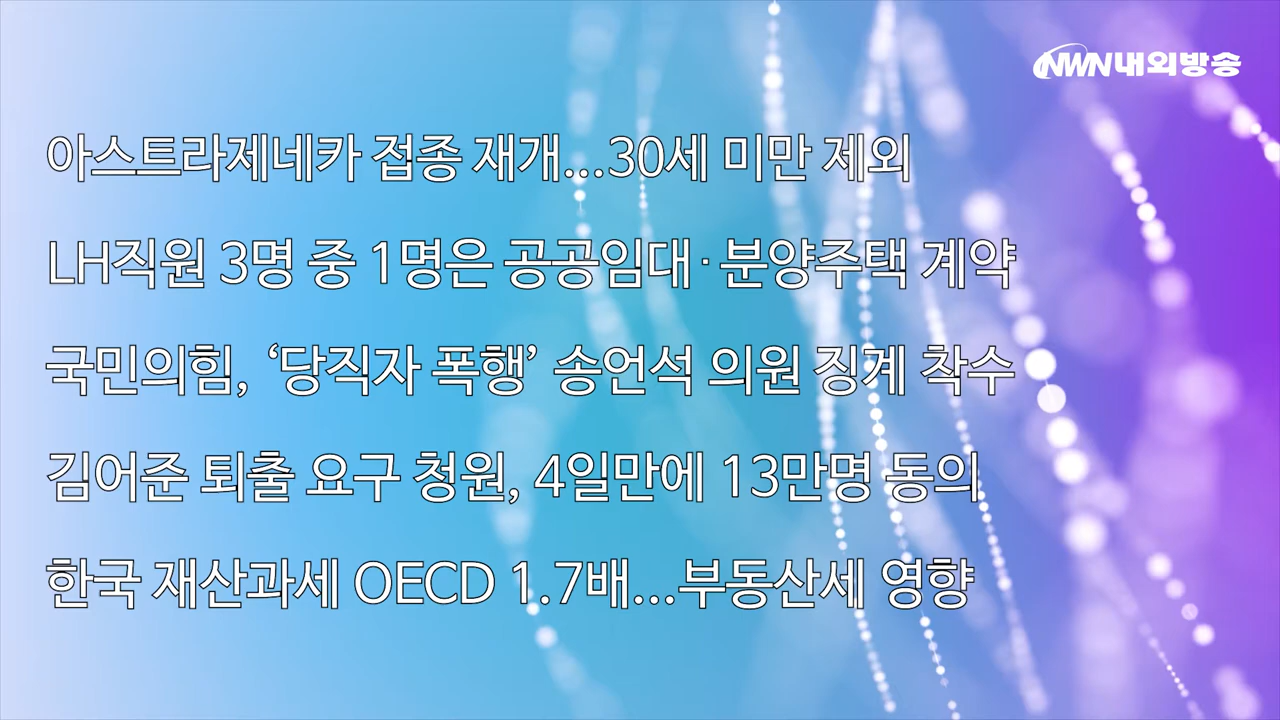 NWN내외방송
아스트라제네카 접종 재개...30세 미만 제외
LH직원 3명 중 1명은 공공임대·분양주택 계약
국민의힘, ‘당직자 폭행’ 송언석 의원 징계 착수
김어준 퇴출 요구 청원, 4일만에 13만명 동의
한국 재산과세 OECD 1.7배...부동산세 영향